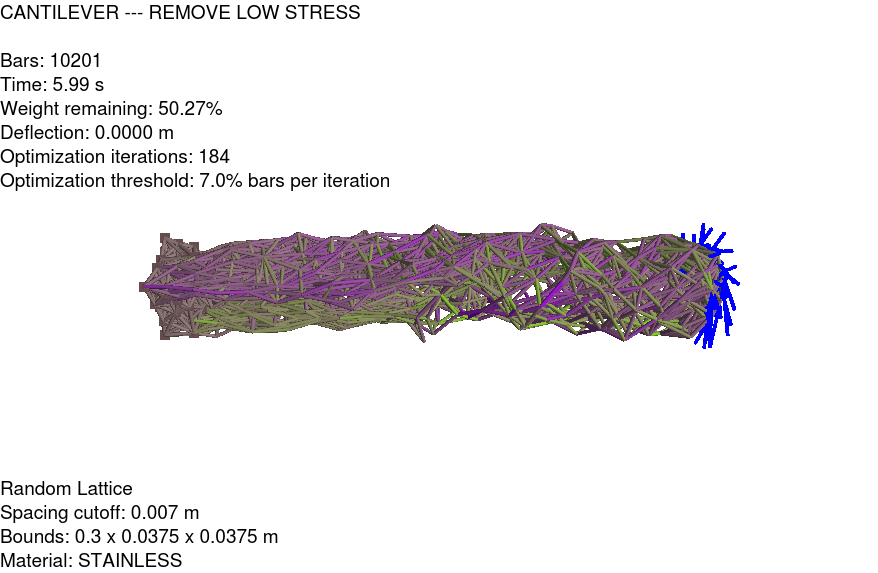 CANTILEVER --- REMOVE LOW STRESS
Bars: 10201
Time: 5.99 s
Weight remaining: 50.27%
Deflection: 0.0000 m
Optimization iterations: 184
Optimization threshold: 7.0% bars per iteration
Random Lattice
Spacing cutoff: 0.007 m
Bounds: 0.3 x 0.0375 x 0.0375 m
Material: STAINLESS